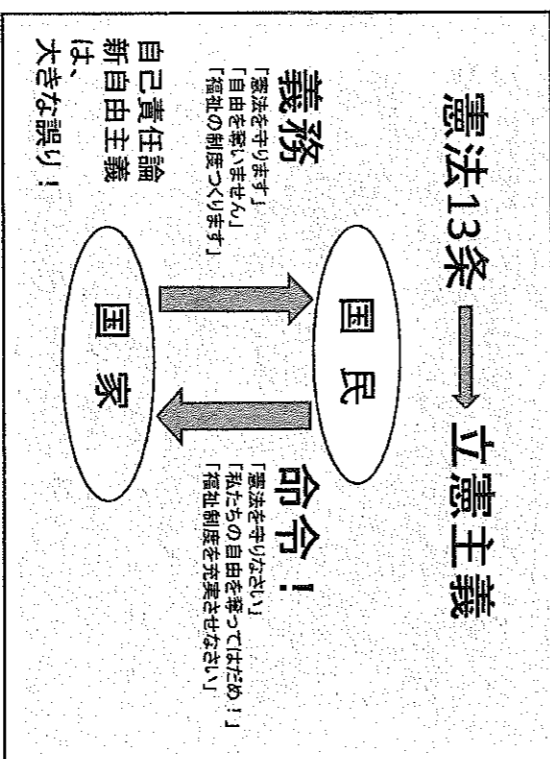 憲法13条 → 立憲主義
国民
義務
「憲法を守ります」
「自由を奪いません」
「福祉の制度つくります」
命令！
「憲法を守りなさい」
「私たちの自由を奪ってはだめ！」
「福祉制度を充実させなさい」
国家
自己責任論
新自由主義
は、
大きな誤り！